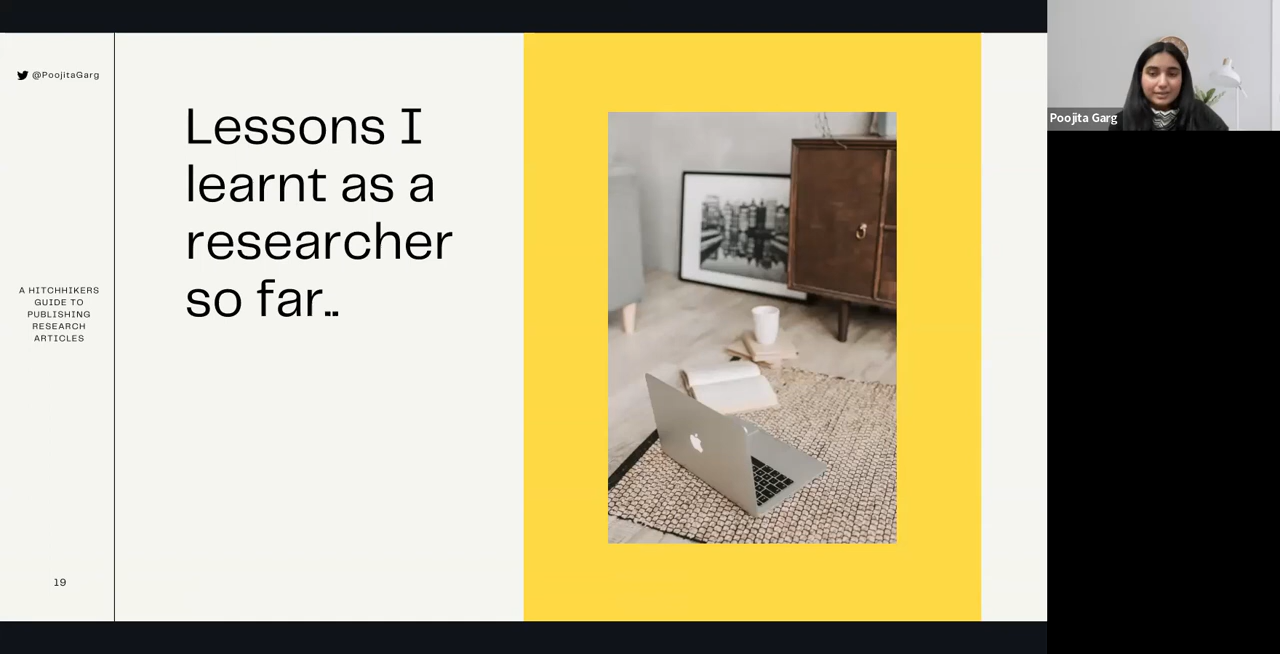 @PoojitaGarg
Lessons I
learnt as a
researcher
so far..
A HITCHHIKERS
GUIDE TO
PUBLISHING
RESEARCH
ARTICLES
19
Poojita Garg